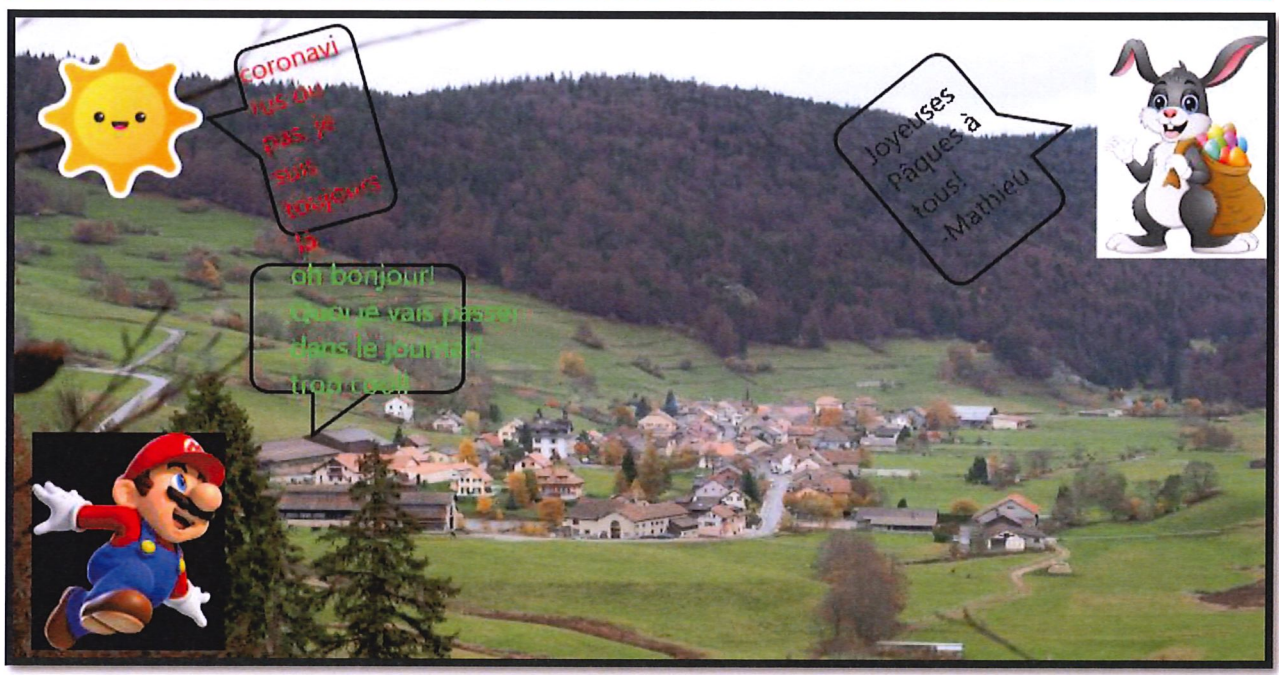 coronavi
rus ou
pas, je
suis
toujours
là
oh bonjour!
Quoi je vais passer
dans le journal?
trop cool!
Joyeuses
Pâques à
tous!
-Mathieu